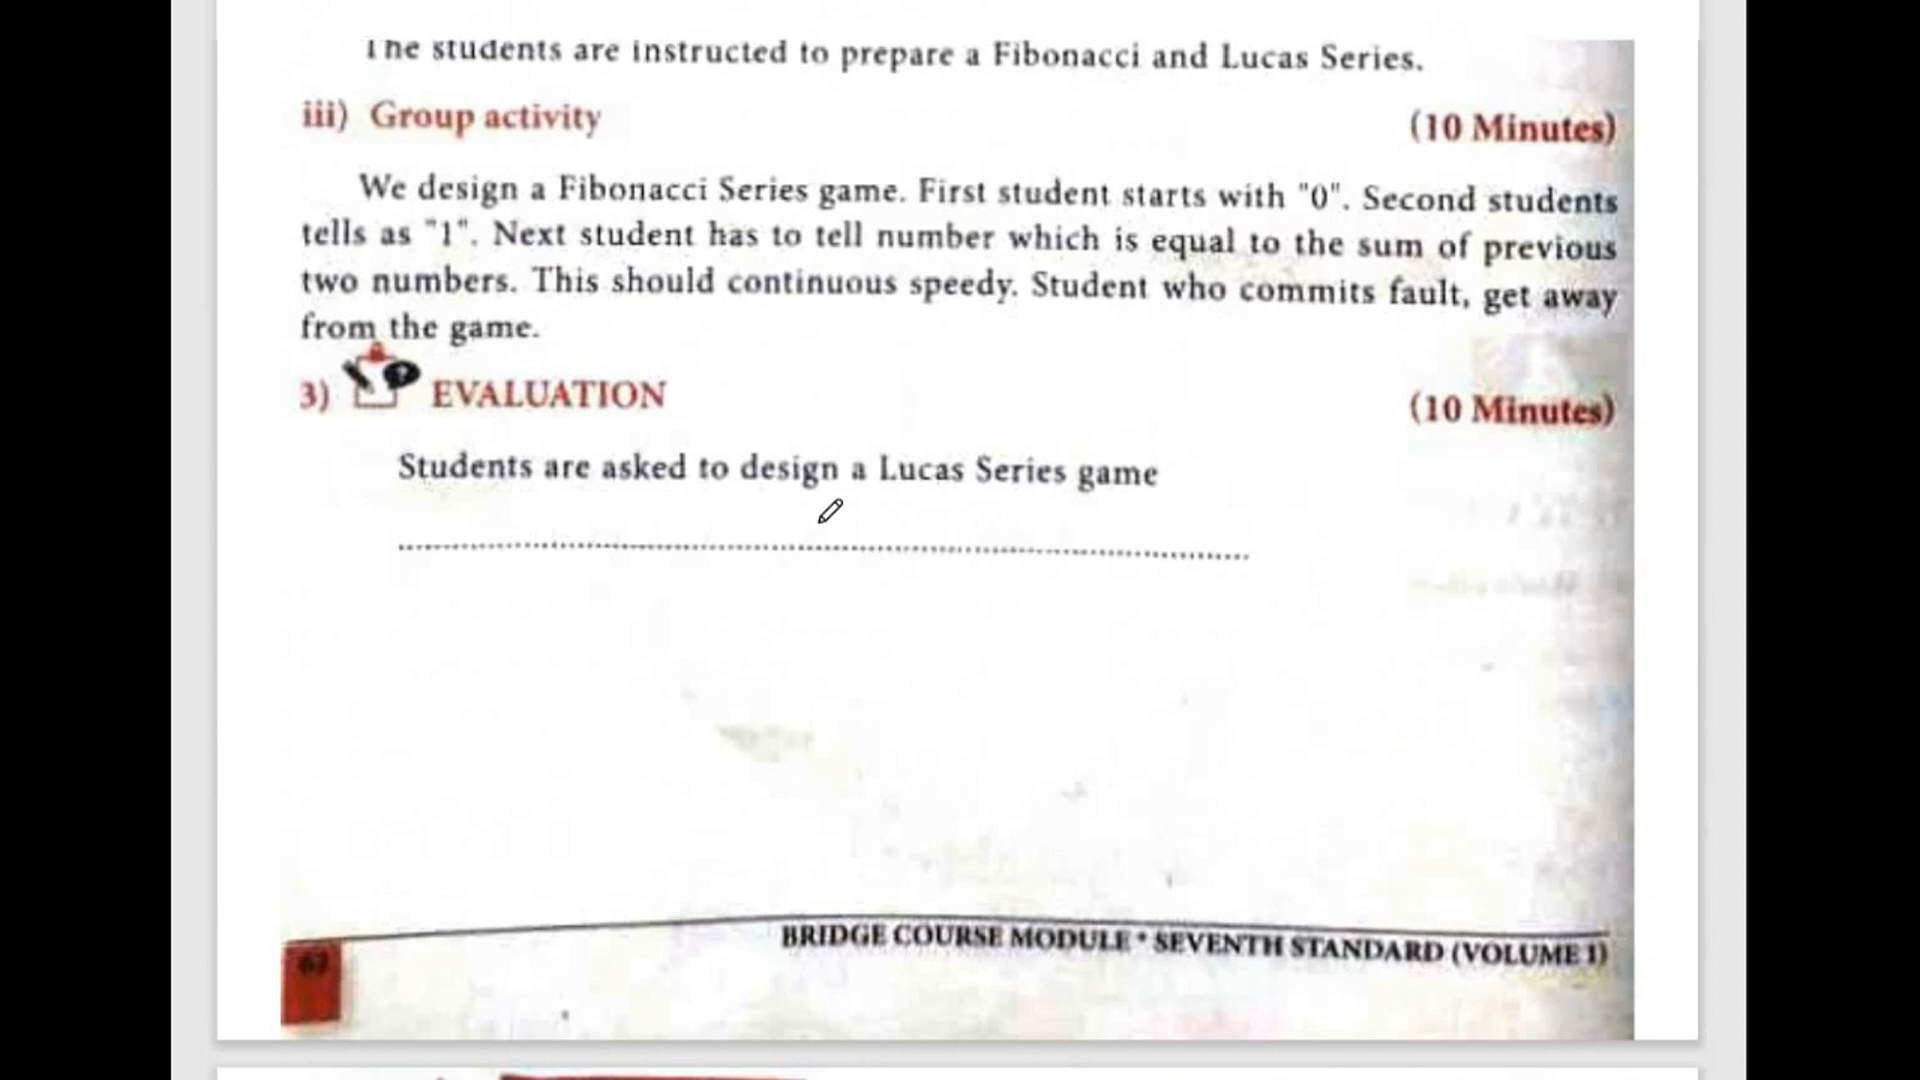 The students are instructed to prepare a Fibonacci and Lucas Series.
iii) Group activity (10 Minutes)
We design a Fibonacci Series game. First student starts with "0". Second students
tells as "1". Next student has to tell number which is equal to the sum of previous
two numbers. This should continuous speedy. Student who commits fault, get away
from the game.
3) EVALUATION (10 Minutes)
Students are asked to design a Lucas Series game
BRIDGE COURSE MODULE * SEVENTH STANDARD (VOLUME 1)